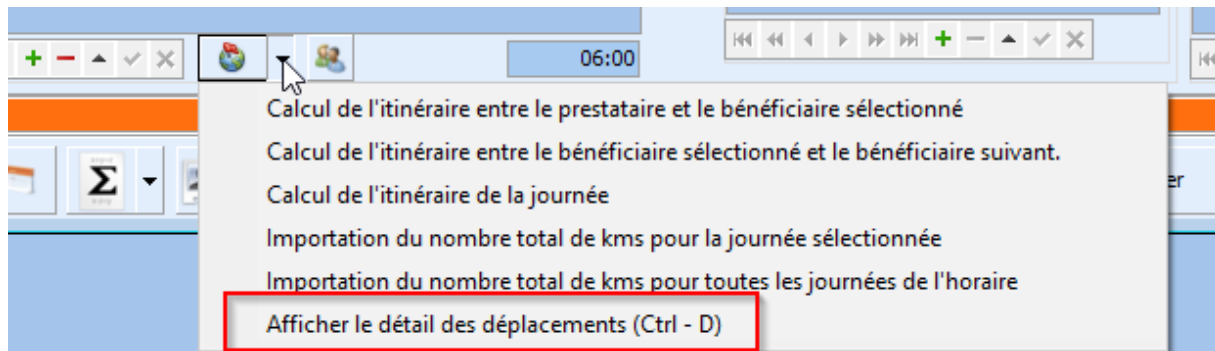 06:00
Calcul de l'itinéraire entre le prestataire et le bénéficiaire sélectionné
Calcul de l'itinéraire entre le bénéficiaire sélectionné et le bénéficiaire suivant.
Σ
er
Calcul de l'itinéraire de la journée
Importation du nombre total de kms pour la journée sélectionnée
Importation du nombre total de kms pour toutes les journées de l'horaire
Afficher le détail des déplacements (Ctrl - D)